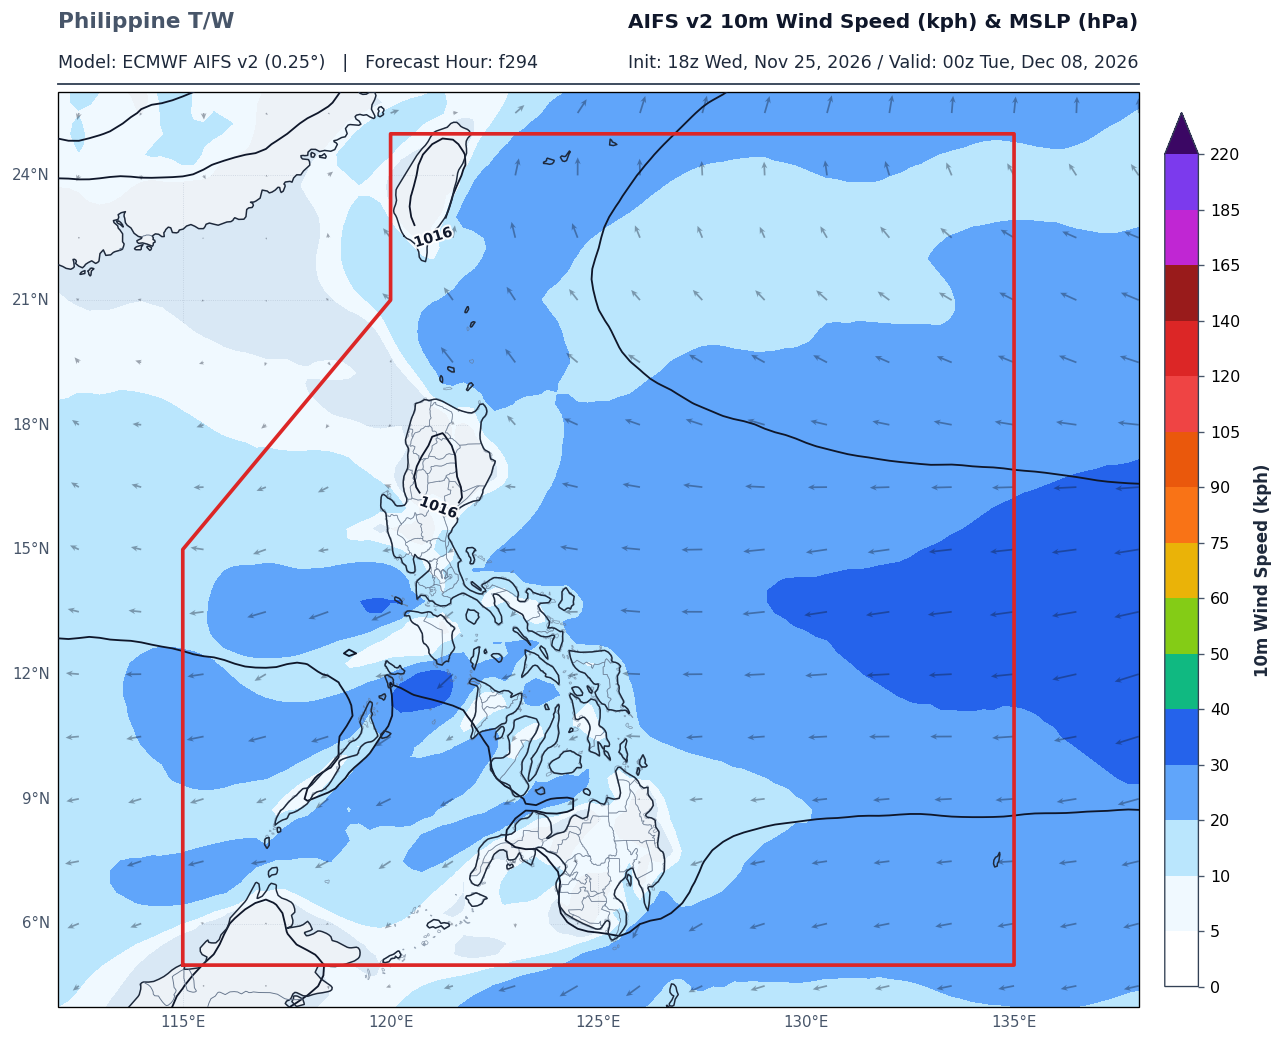 Philippine T/W
AIFS v2 10m Wind Speed (kph) & MSLP (hPa)
Model: ECMWF AIFS v2 (0.25°) | Forecast Hour: f294
Init: 18z Wed, Nov 25, 2026 / Valid: 00z Tue, Dec 08, 2026
24°N
21°N
18°N
15°N
12°N
9°N
6°N
1016
1016
115°E
120°E
125°E
130°E
135°E
220
185
165
140
120
105
90
75
60
50
40
30
20
10
5
0
10m Wind Speed (kph)